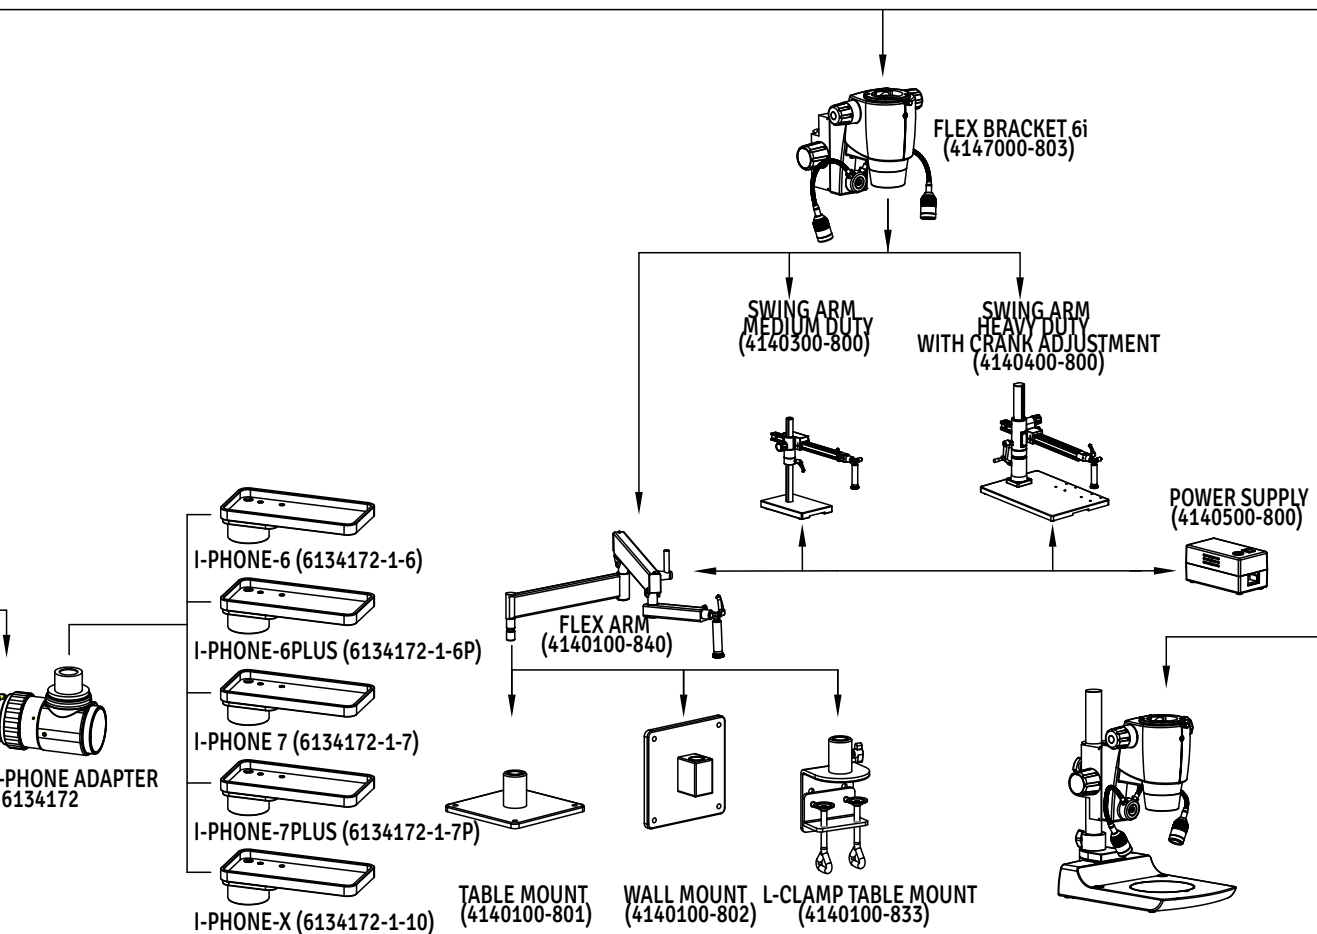 FLEX BRACKET 6i
(4147000-803)
SWING ARM
MEDIUM DUTY
(4140300-800)
SWING ARM
HEAVY DUTY
WITH CRANK ADJUSTMENT
(4140400-800)
POWER SUPPLY
(4140500-800)
I-PHONE-6 (6134172-1-6)
I-PHONE-6PLUS (6134172-1-6P)
I-PHONE 7 (6134172-1-7)
I-PHONE-7PLUS (6134172-1-7P)
I-PHONE-X (6134172-1-10)
-PHONE ADAPTER
6134172
FLEX ARM
(4140100-840)
TABLE MOUNT
(4140100-801)
WALL MOUNT
(4140100-802)
L-CLAMP TABLE MOUNT
(4140100-833)